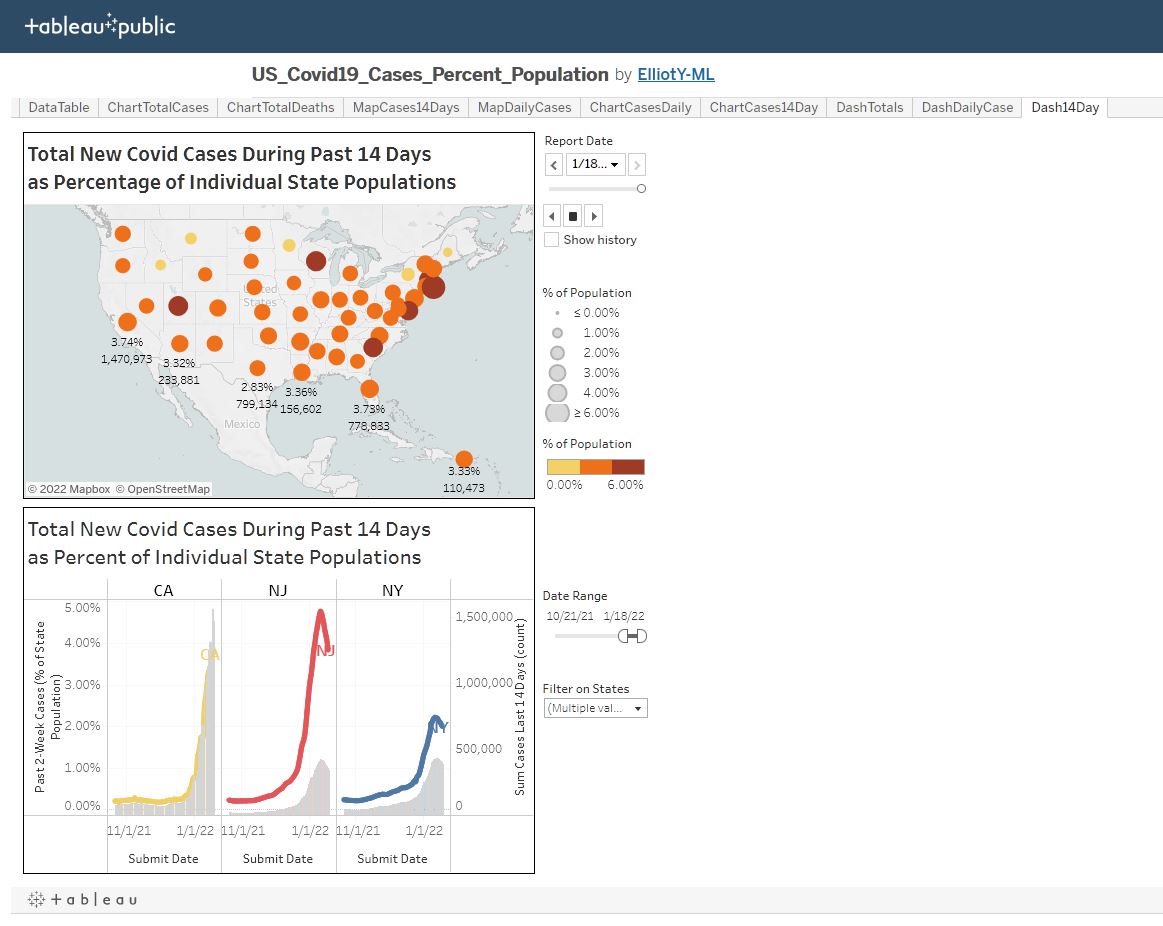 +ableau public
US_Covid19_Cases_Percent_Population by ElliotY-ML
DataTable ChartTotalCases ChartTotalDeaths MapCases14Days MapDailyCases ChartCasesDaily ChartCases14Day DashTotals DashDailyCase Dash14Day
Total New Covid Cases During Past 14 Days
as Percentage of Individual State Populations
United
States
3.74%
1,470,973
3.32%
233,881
2.83%
799,134
3.36%
156,602
3.73%
778,833
Mexico
3.33%
110,473
© 2022 Mapbox © OpenStreetMap
Report Date
1/18...
Show history
% of Population
≤ 0.00%
1.00%
2.00%
3.00%
4.00%
≥ 6.00%
% of Population
0.00% 6.00%
Total New Covid Cases During Past 14 Days
as Percent of Individual State Populations
CA NJ NY
Past 2-Week Cases (% of State
Population)
5.00%
4.00%
3.00%
2.00%
1.00%
0.00%
CA
NJ
NY
1,500,000
1,000,000
500,000
0
Sum Cases Last 14 Days (count)
11/1/21 1/1/22 11/1/21 1/1/22 11/1/21 1/1/22
Submit Date Submit Date Submit Date
Date Range
10/21/21 1/18/22
Filter on States
(Multiple val...
+ a b l e a u